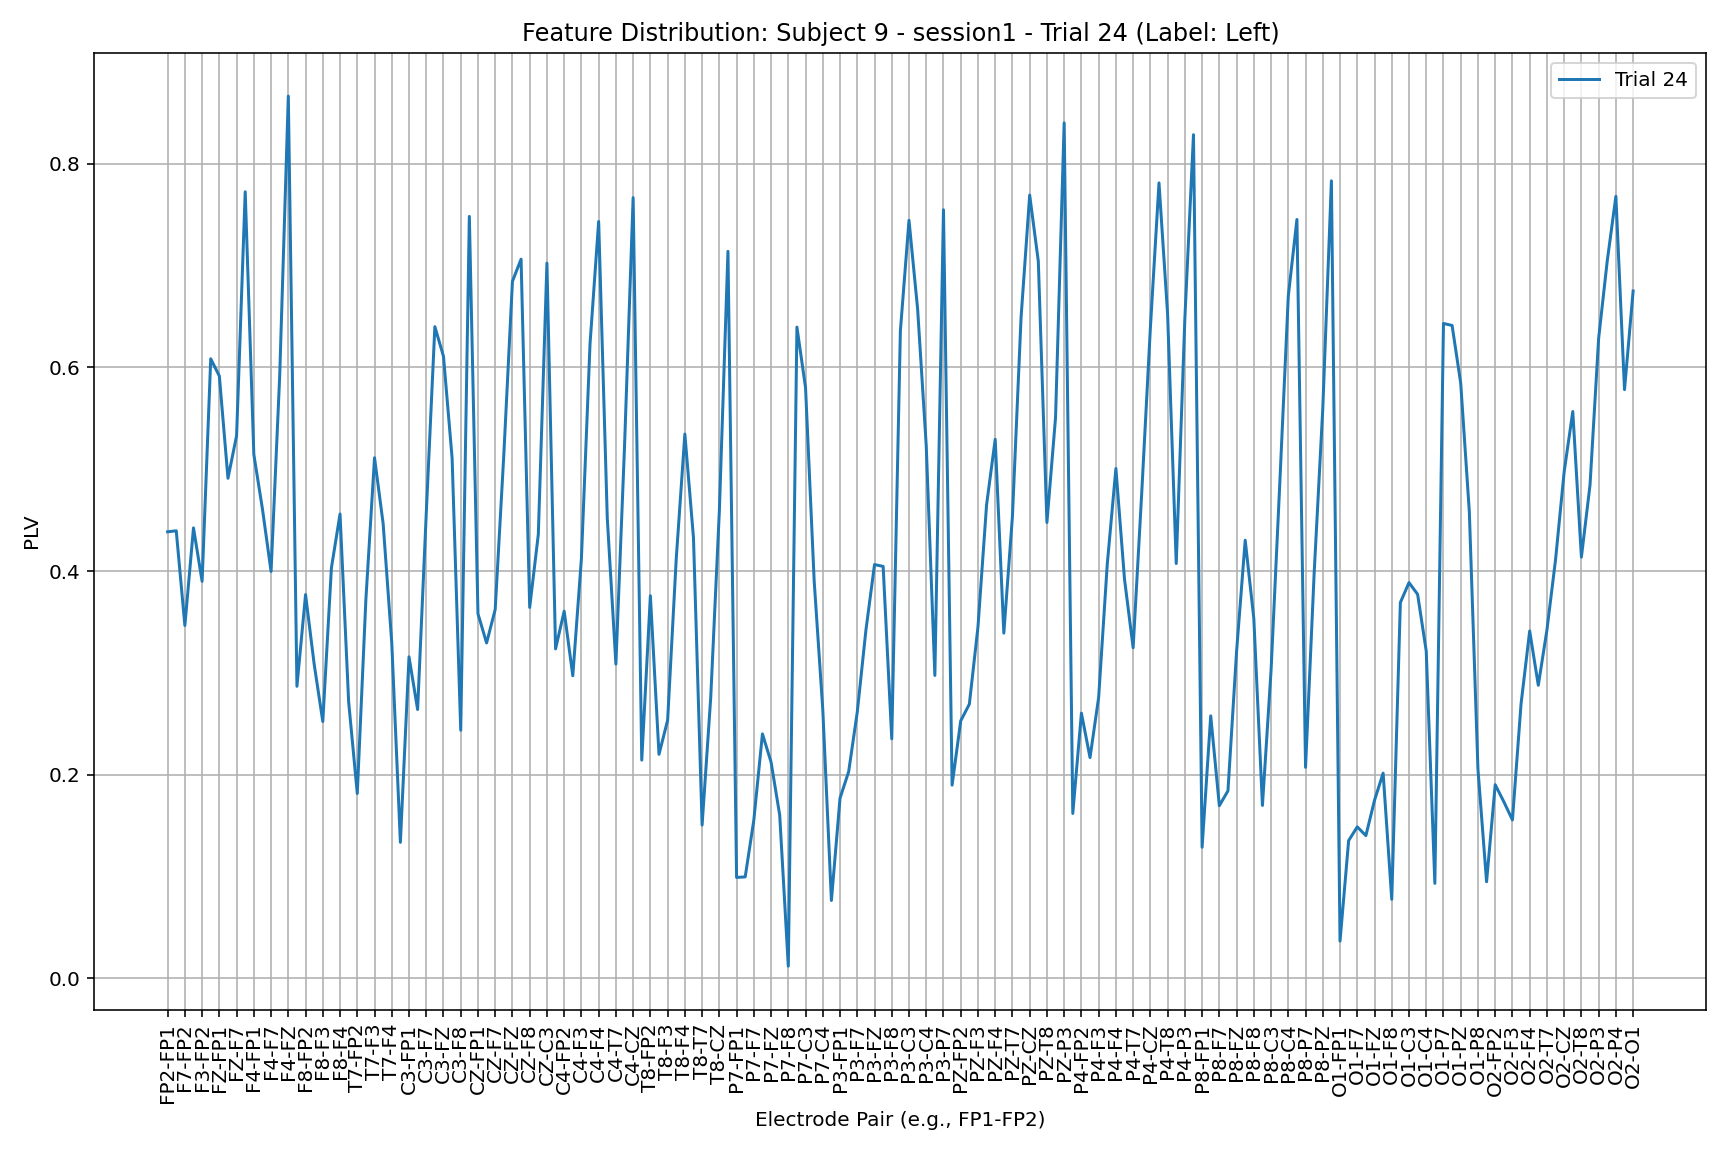 Feature Distribution: Subject 9 - session1 - Trial 24 (Label: Left)
Trial 24
PLV
0.8
0.6
0.4
0.2
0.0
FP2-FP1
F7-FP2
F3-FP2
FZ-FP1
FZ-F7
F4-FP1
F4-F7
F4-FZ
F8-FP2
F8-F3
F8-F4
T7-FP2
T7-F3
T7-F4
C3-FP1
C3-F7
C3-FZ
C3-F8
CZ-FP1
CZ-F7
CZ-FZ
CZ-F8
CZ-C3
C4-FP2
C4-F3
C4-F4
C4-T7
C4-CZ
T8-FP2
T8-F3
T8-F4
T8-T7
T8-CZ
P7-FP1
P7-F7
P7-FZ
P7-F8
P7-C3
P7-C4
P3-FP1
P3-F7
P3-FZ
P3-F8
P3-C3
P3-C4
P3-P7
PZ-FP2
PZ-F3
PZ-F4
PZ-T7
PZ-CZ
PZ-T8
PZ-P3
P4-FP2
P4-F3
P4-F4
P4-T7
P4-CZ
P4-T8
P4-P3
P8-FP1
P8-F7
P8-FZ
P8-F8
P8-C3
P8-C4
P8-P7
P8-PZ
O1-FP1
O1-F7
O1-FZ
O1-F8
O1-C3
O1-C4
O1-P7
O1-PZ
O1-P8
O2-FP2
O2-F3
O2-F4
O2-T7
O2-CZ
O2-T8
O2-P3
O2-P4
O2-O1
Electrode Pair (e.g., FP1-FP2)